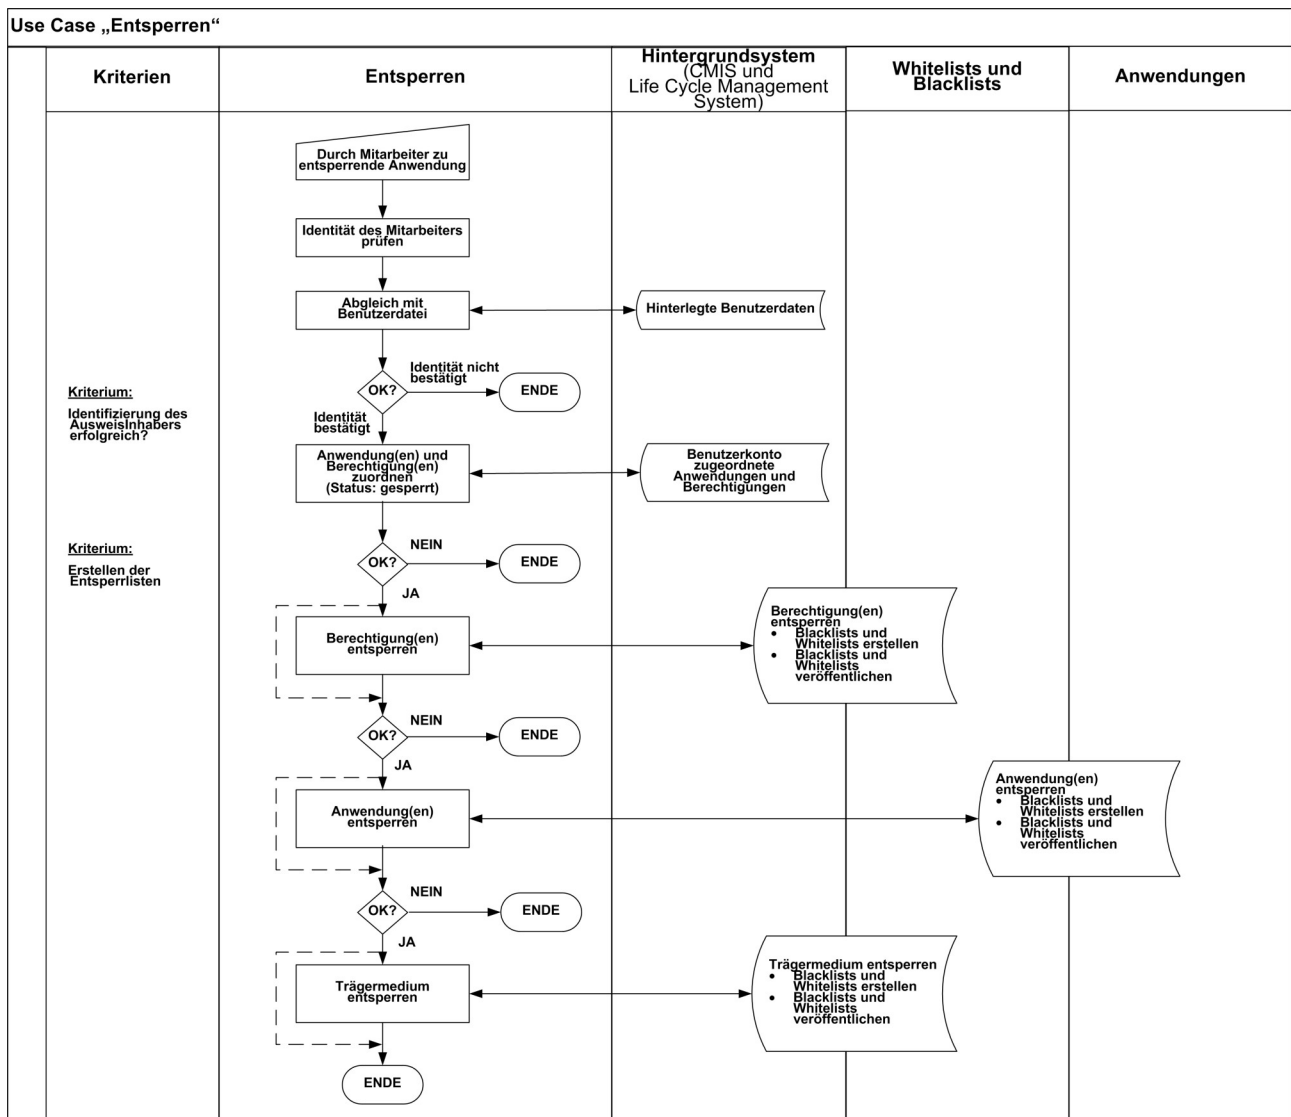 Use Case „Entsperren“
Kriterien
Entsperren
Hintergrundsystem
(CMIS und
Life Cycle Management
System)
Whitelists und
Blacklists
Anwendungen
Durch Mitarbeiter zu
entsperrende Anwendung
Identität des Mitarbeiters
prüfen
Abgleich mit
Benutzerdatei
Hinterlegte Benutzerdaten
Kriterium:
Identifizierung des
AusweisInhabers
erfolgreich?
OK?
Identität nicht
bestätigt
ENDE
Identität
bestätigt
Anwendung(en) und
Berechtigung(en)
zuordnen
(Status: gesperrt)
Benutzerkonto
zugeordnete
Anwendungen und
Berechtigungen
Kriterium:
Erstellen der
Entsperrlisten
OK?
NEIN
ENDE
JA
Berechtigung(en)
entsperren
Berechtigung(en)
entsperren
• Blacklists und
Whitelists erstellen
• Blacklists und
Whitelists
veröffentlichen
OK?
NEIN
ENDE
JA
Anwendung(en)
entsperren
Anwendung(en)
entsperren
• Blacklists und
Whitelists erstellen
• Blacklists und
Whitelists
veröffentlichen
OK?
NEIN
ENDE
JA
Trägermedium
entsperren
Trägermedium entsperren
• Blacklists und
Whitelists erstellen
• Blacklists und
Whitelists
veröffentlichen
ENDE